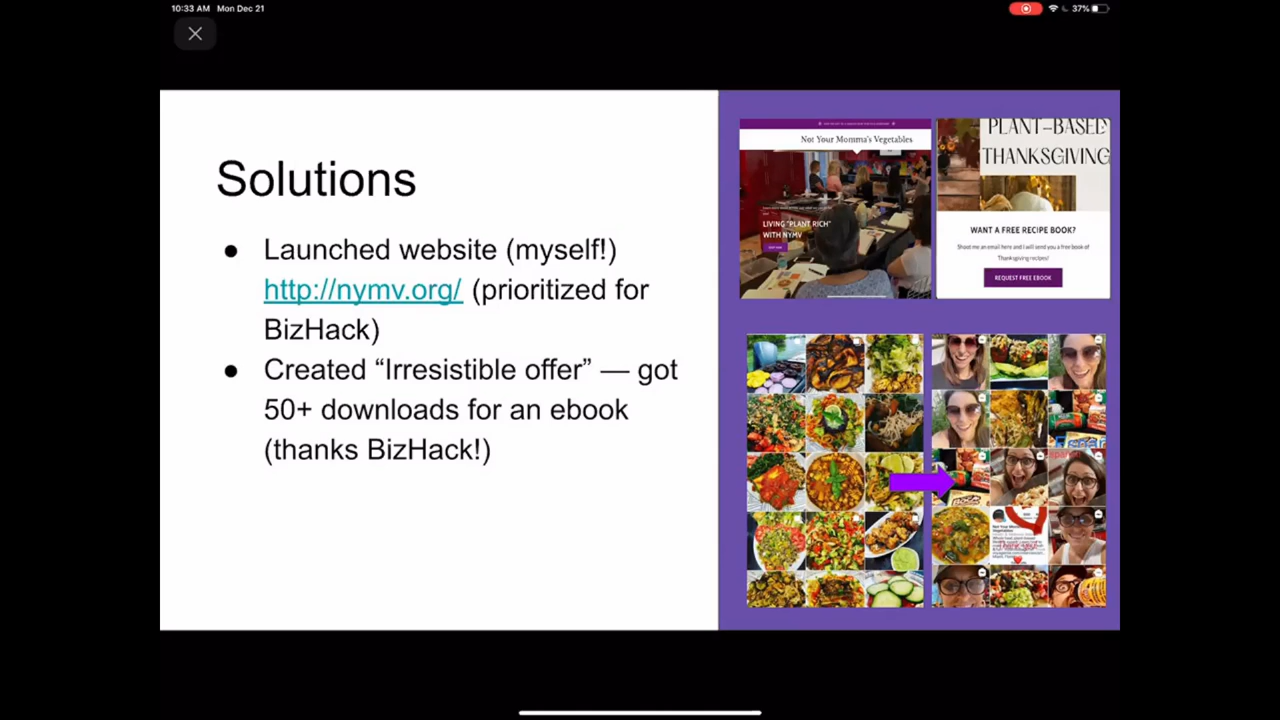 10:33 AM Mon Dec 21
37%
Solutions
● Launched website (myself!)
http://nymv.org/ (prioritized for
BizHack)
● Created “Irresistible offer” — got
50+ downloads for an ebook
(thanks BizHack!)
Not Your Momma's Vegetables
LIVING "PLANT RICH"
WITH NYMV
PLANT-BASED
THANKSGIVING
WANT A FREE RECIPE BOOK?
Shoot me an email here and I will send you a free book of
Thanksgiving recipes!
REQUEST FREE EBOOK